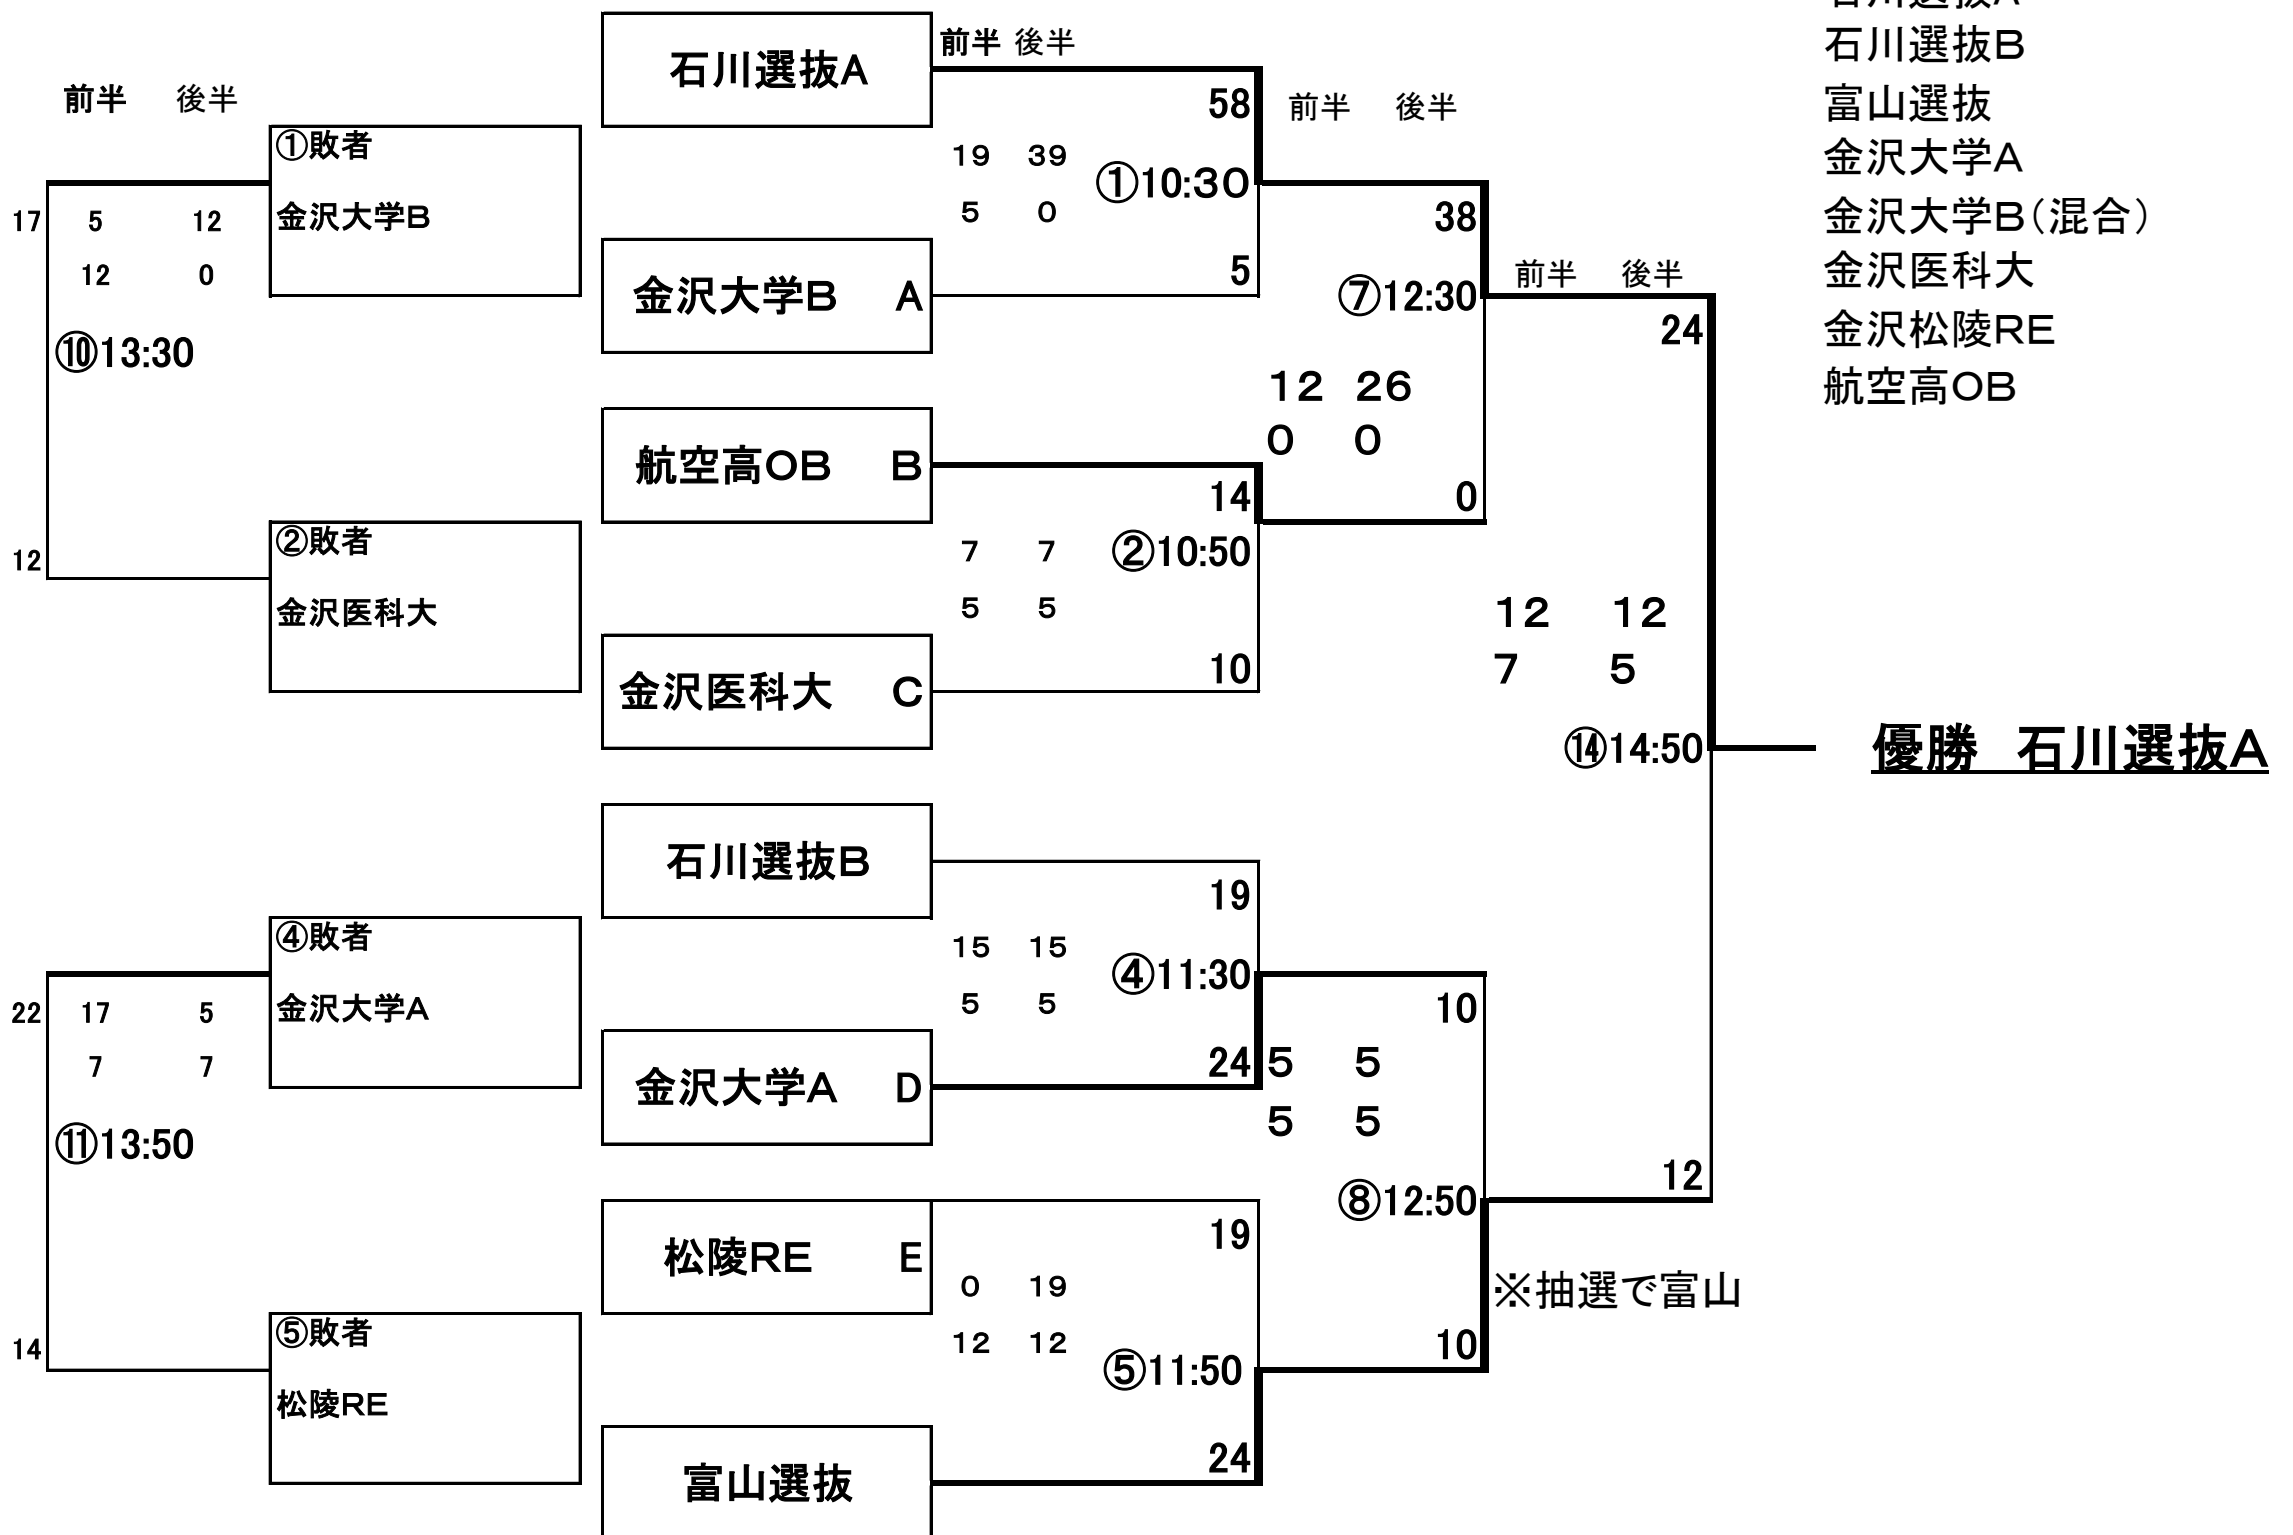 前半 後半
①敗者
金沢大学B
17 5 12
12 0
⑩13:30
②敗者
12
金沢医科大
④敗者
金沢大学A
22 17 5
7 7
⑪13:50
⑤敗者
14
松陵RE
石川選抜A
金沢大学B A
航空高OB B
金沢医科大 C
石川選抜B
金沢大学A D
松陵RE E
富山選抜
前半 後半
58
19 39
①10:30
5 0
5
14
7 7
②10:50
5 5
10
19
15 15
④11:30
5 5
24
19
0 19
12 12
⑤11:50
24
前半 後半
38
⑦12:30
12 26
0 0
0
10
5 5
5 5
⑧12:50
10
※抽選で富山
前半 後半
24
12 12
7 5
⑭14:50
12
優勝 石川選抜A
石川選抜A
石川選抜B
富山選抜
金沢大学A
金沢大学B(混合)
金沢医科大
金沢松陵RE
航空高OB